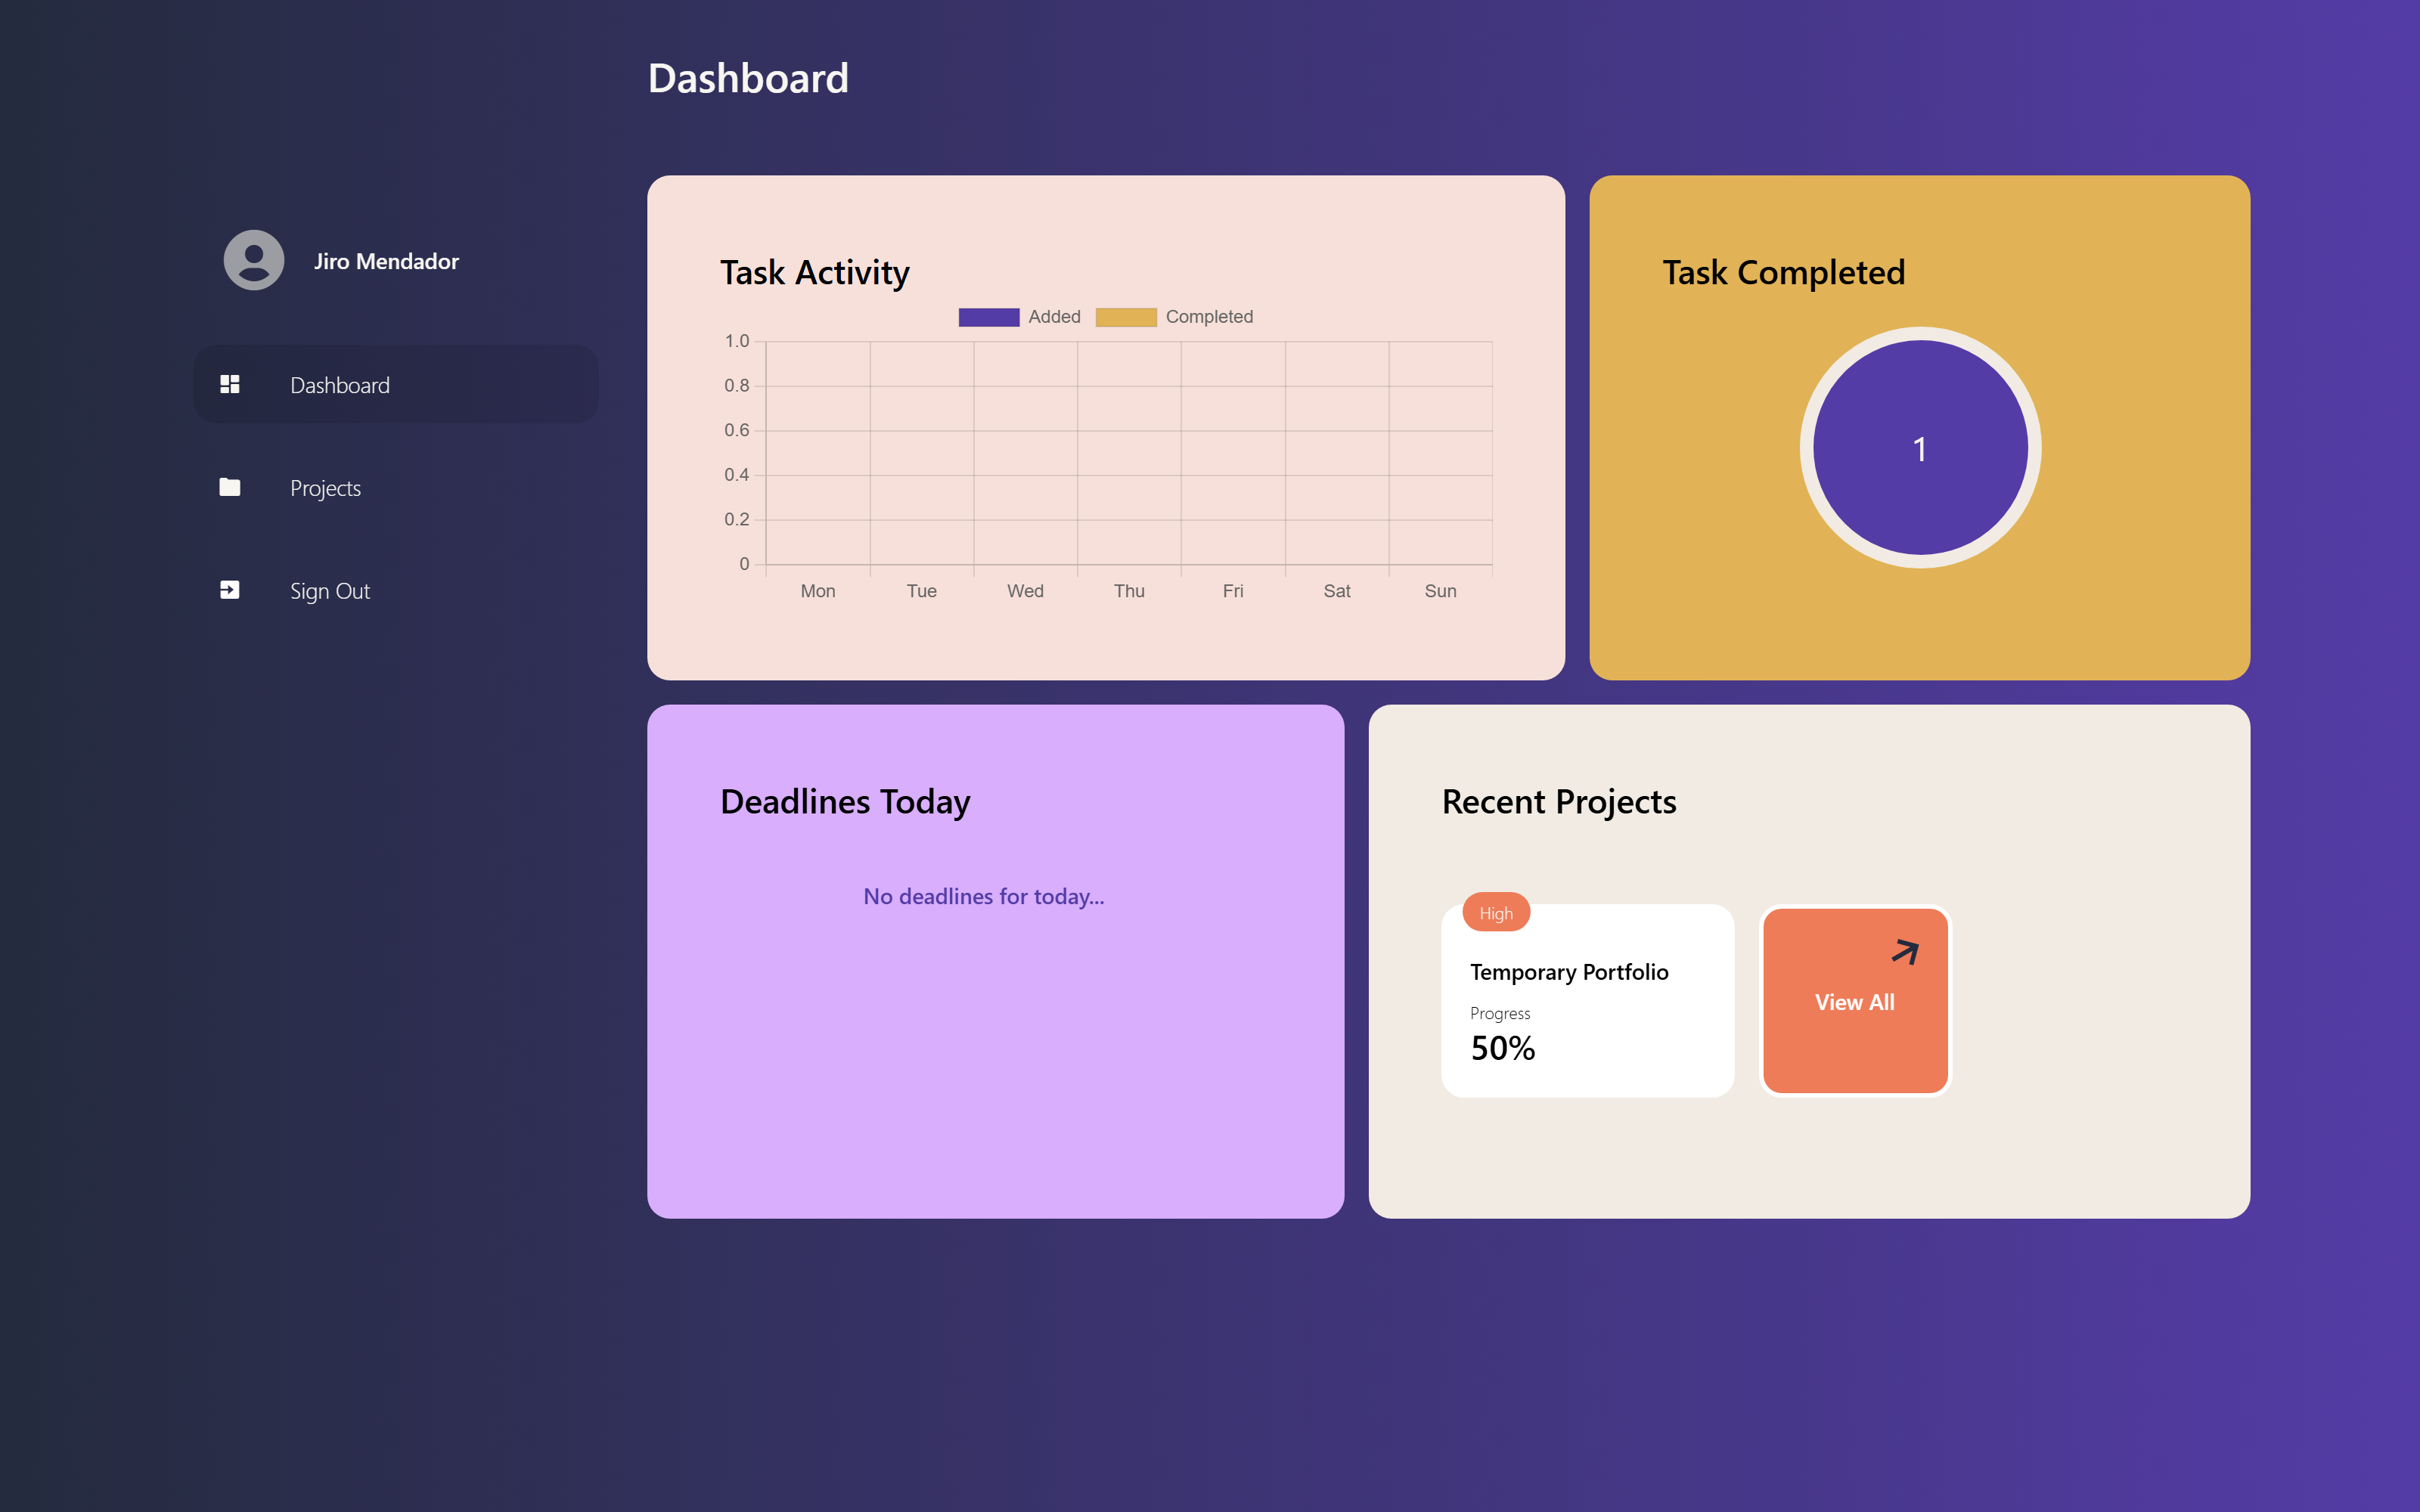 Dashboard
Jiro Mendador
Dashboard
Projects
Sign Out
Task Activity
Added Completed
1.0
0.8
0.6
0.4
0.2
0
Mon Tue Wed Thu Fri Sat Sun
Task Completed
1
Deadlines Today
No deadlines for today...
Recent Projects
High
Temporary Portfolio
Progress
50%
View All